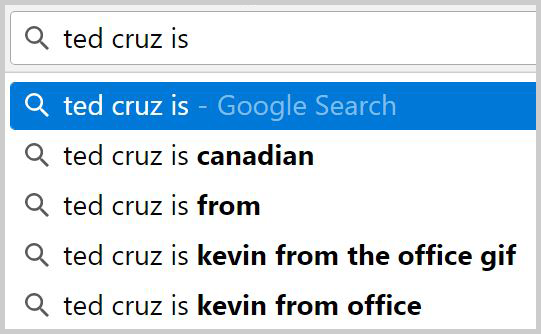 ted cruz is
ted cruz is - Google Search
ted cruz is canadian
ted cruz is from
ted cruz is kevin from the office gif
ted cruz is kevin from office